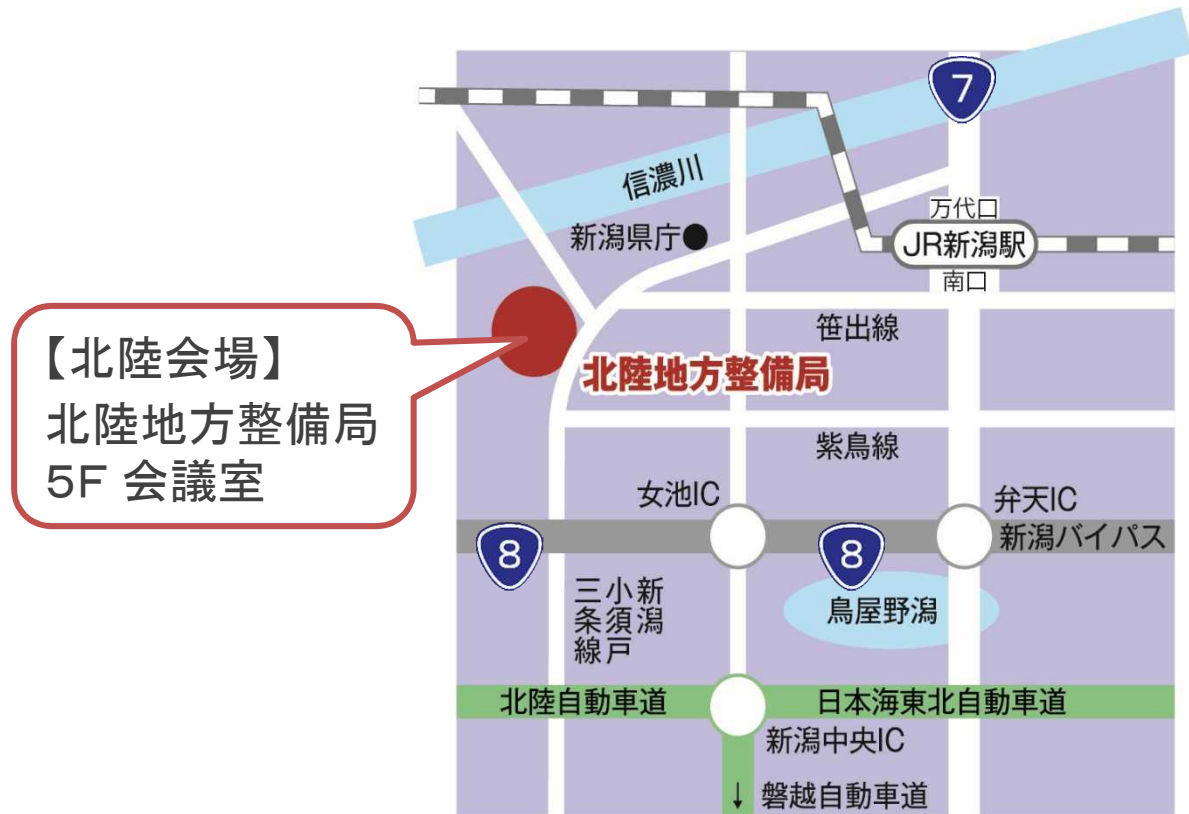 7
信濃川
万代口
新潟県庁
JR新潟駅
南口
【北陸会場】
北陸地方整備局
5F 会議室
笹出線
北陸地方整備局
紫鳥線
女池IC
弁天IC
8
8
新潟バイパス
新潟
小須戸
三条線
鳥屋野潟
北陸自動車道
日本海東北自動車道
新潟中央IC
↓ 磐越自動車道